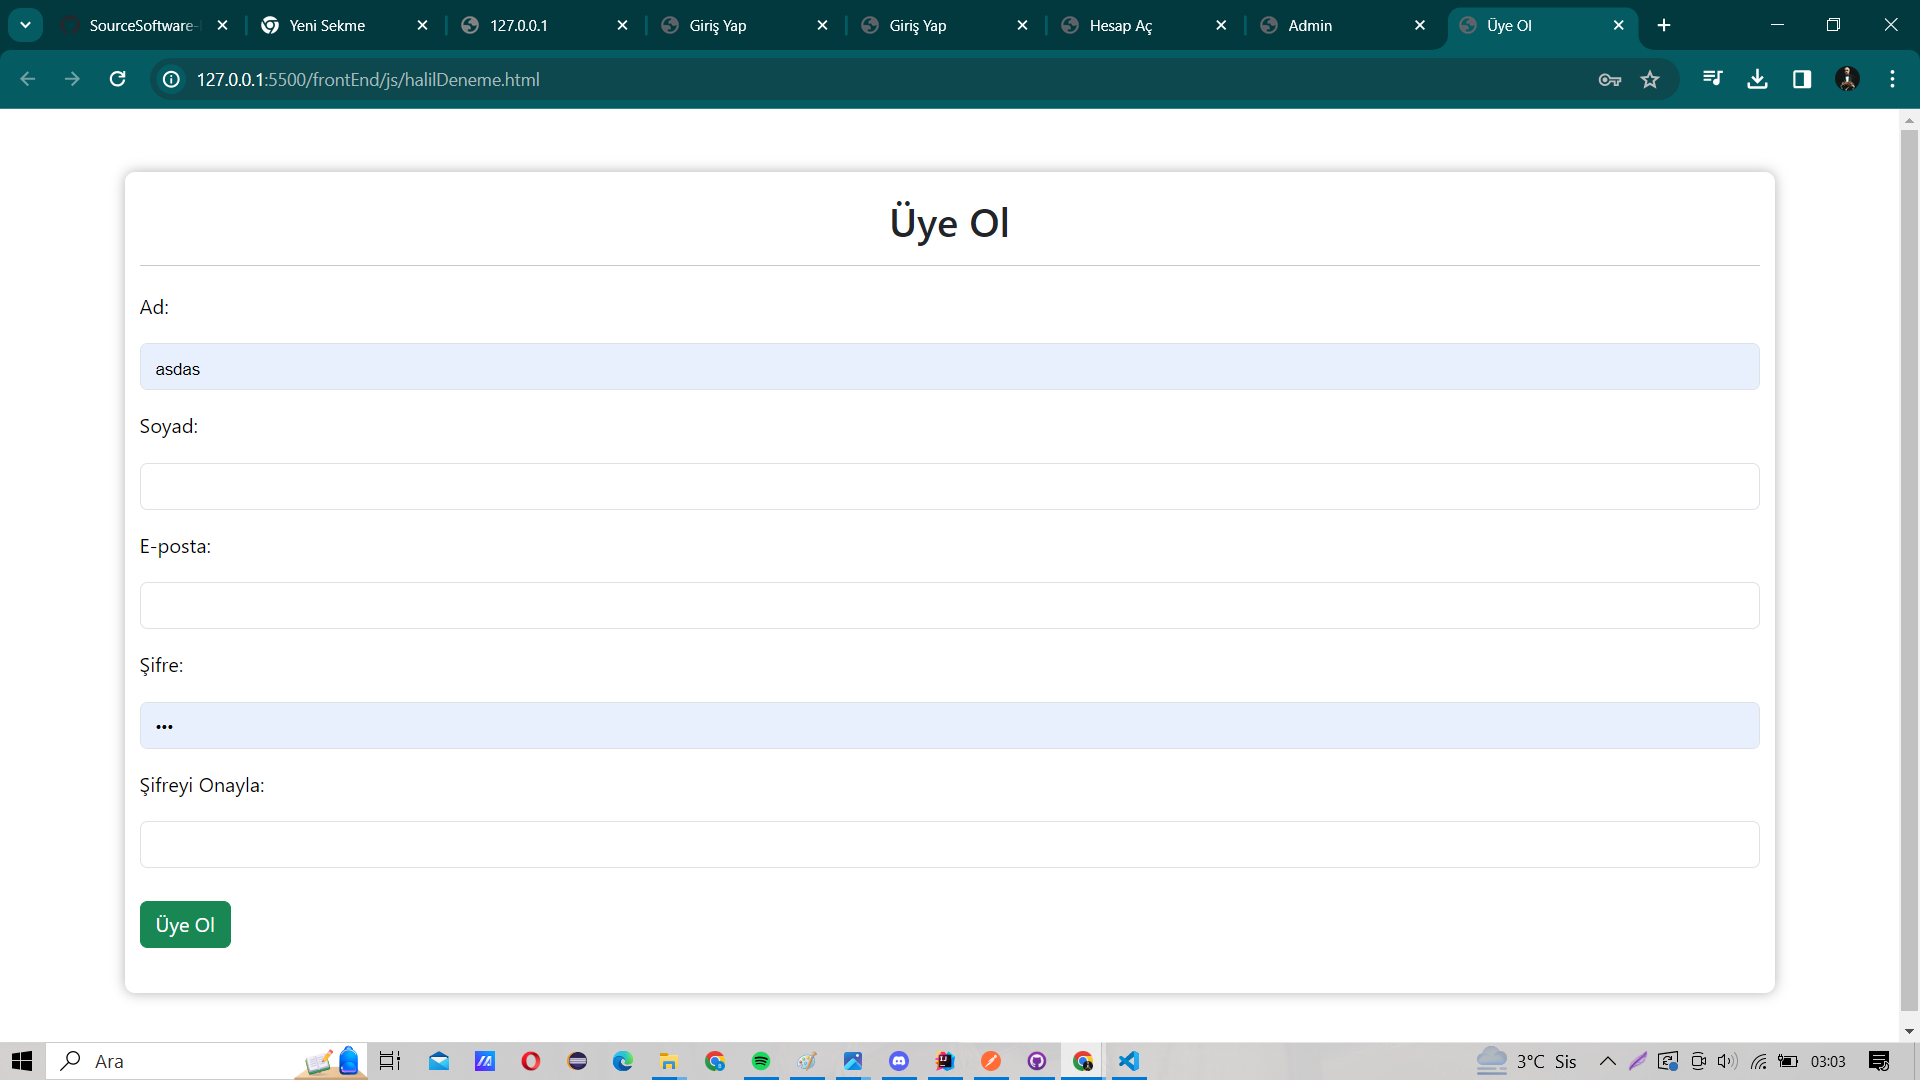 SourceSoftware-
Yeni Sekme
127.0.0.1
Giriş Yap
Giriş Yap
Hesap Aç
Admin
Üye Ol
127.0.0.1:5500/frontEnd/js/halilDeneme.html
Üye Ol
Ad:
asdas
Soyad:
E-posta:
Şifre:
•••
Şifreyi Onayla:
Üye Ol
Ara
3°C Sis
03:03